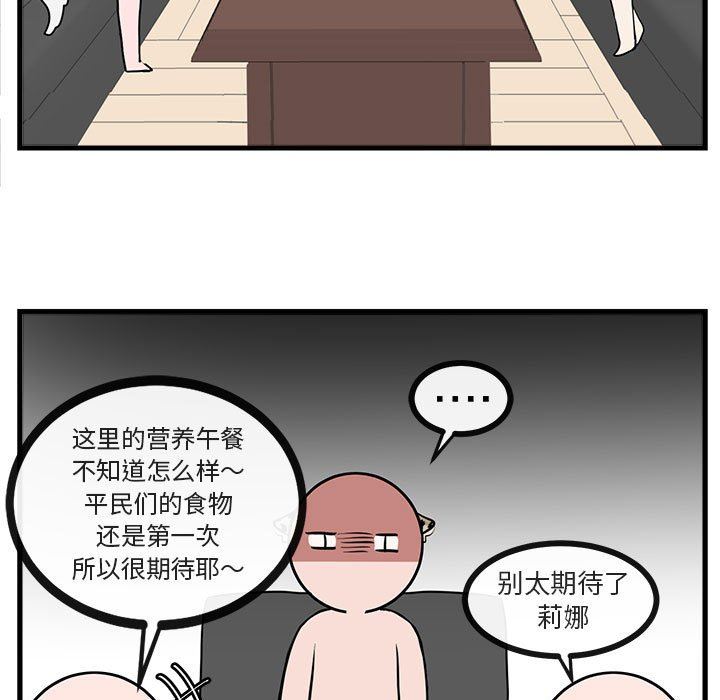 ....
这里的营养午餐
不知道怎么样～
平民们的食物
还是第一次
所以很期待耶～
别太期待了
莉娜